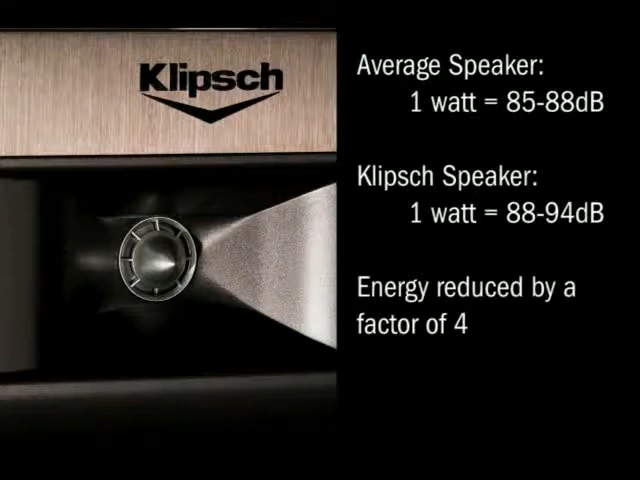 Klipsch
Average Speaker:
1 watt = 85-88dB
Klipsch Speaker:
1 watt = 88-94dB
Energy reduced by a
factor of 4